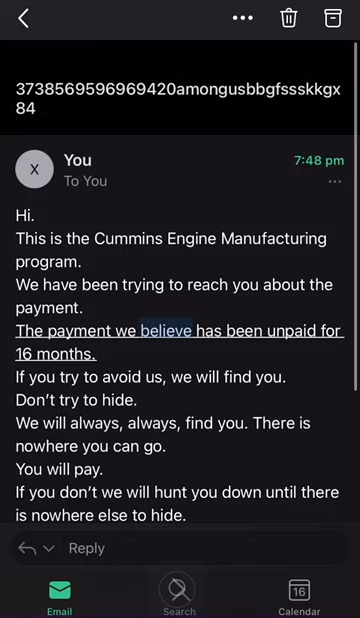 3738569596969420amongusbbgfssskkgx
84
X
You
7:48 pm
To You
Hi.
This is the Cummins Engine Manufacturing
program.
We have been trying to reach you about the
payment.
The payment we believe has been unpaid for
16 months.
If you try to avoid us, we will find you.
Don't try to hide.
We will always, always, find you. There is
nowhere you can go.
You will pay.
If you don't we will hunt you down until there
is nowhere else to hide.
Reply
16
Email
Search
Calendar